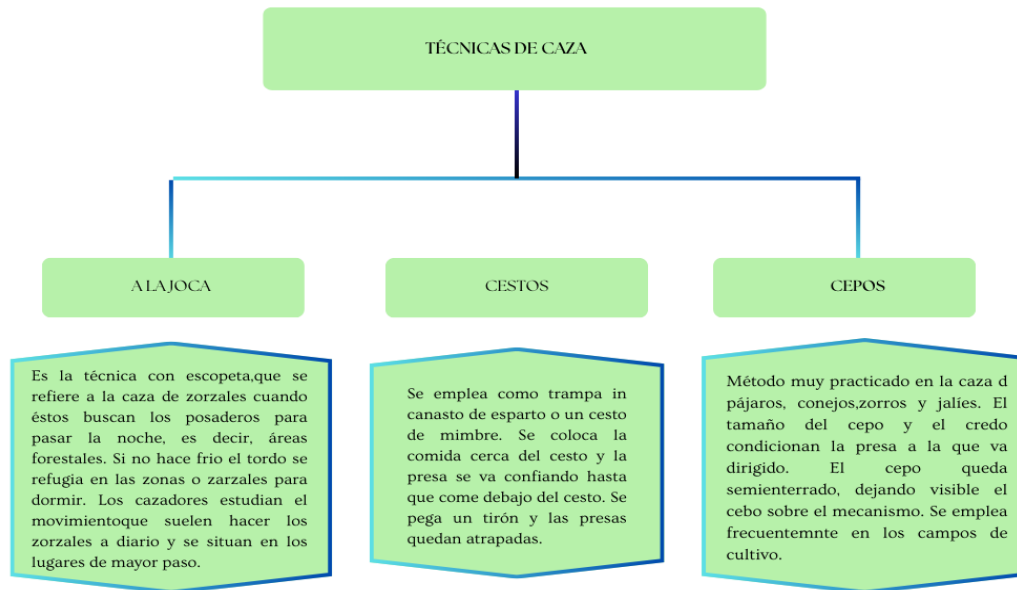 TÉCNICAS DE CAZA
A LA JOCA
Es la técnica con escopeta,que se
refiere a la caza de zorzales cuando
éstos buscan los posaderos para
pasar la noche, es decir, áreas
forestales. Si no hace frio el tordo se
refugia en las zonas o zarzales para
dormir. Los cazadores estudian el
movimientoque suelen hacer los
zorzales a diario y se situan en los
lugares de mayor paso.
CESTOS
Se emplea como trampa in
canasto de esparto o un cesto
de mimbre. Se coloca la
comida cerca del cesto y la
presa se va confiando hasta
que come debajo del cesto. Se
pega un tirón y las presas
quedan atrapadas.
CEPOS
Método muy practicado en la caza d
pájaros, conejos,zorros y jalíes. El
tamaño del cepo y el credo
condicionan la presa a la que va
dirigido. El cepo queda
semienterrado, dejando visible el
cebo sobre el mecanismo. Se emplea
frecuentemnte en los campos de
cultivo.